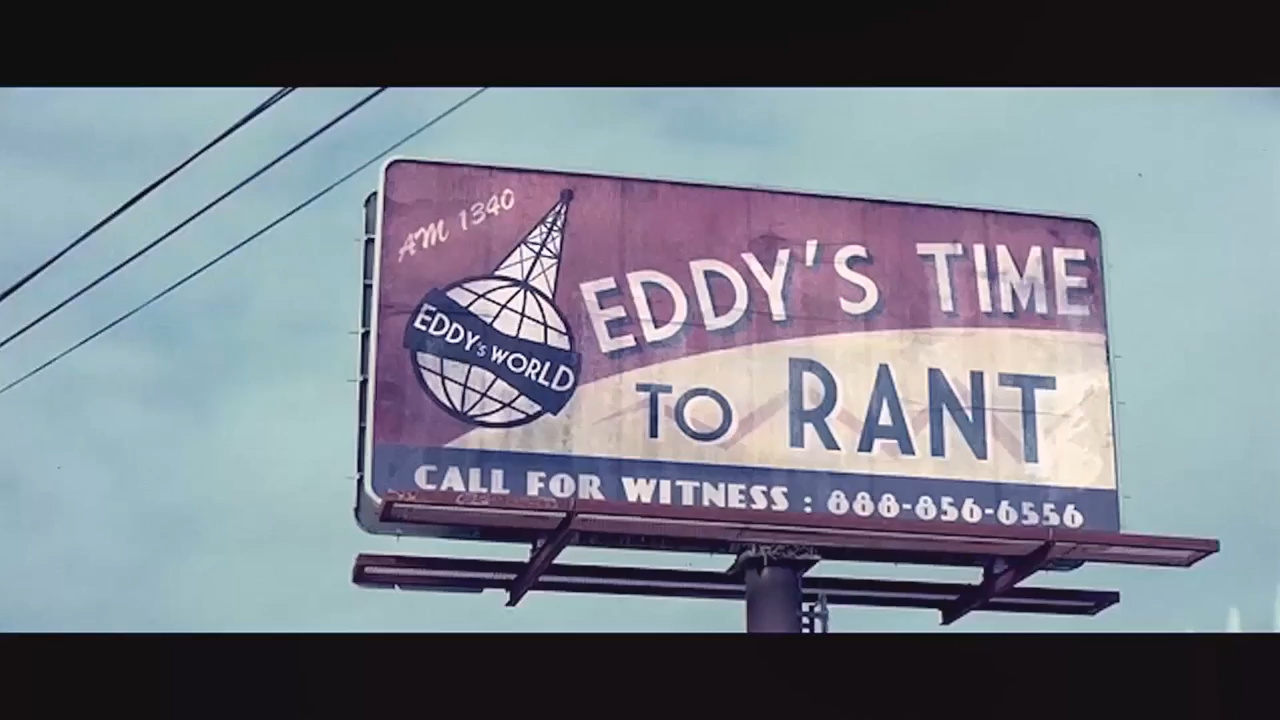 AM 1340
EDDY'S WORLD
EDDY'S TIME
TO RANT
CALL FOR WITNESS : 888-856-6556